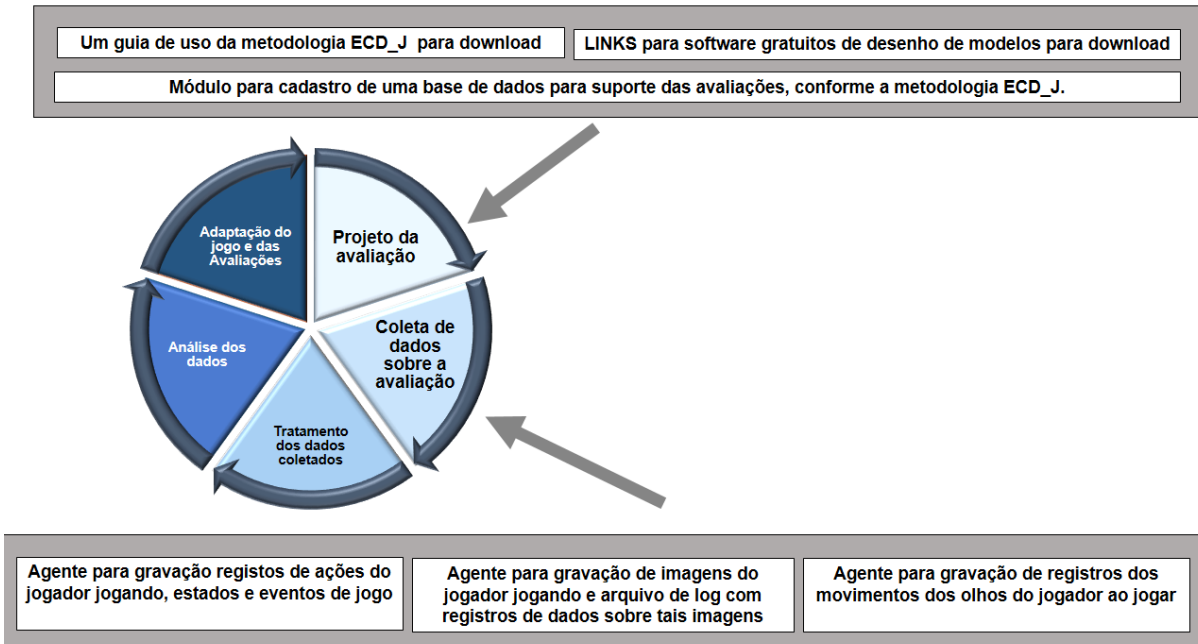 Um guia de uso da metodologia ECD_J para download
LINKS para software gratuitos de desenho de modelos para download
Módulo para cadastro de uma base de dados para suporte das avaliações, conforme a metodologia ECD_J.
Adaptação do
jogo e das
Avaliações
Projeto da
avaliação
Coleta de
dados
sobre a
avaliação
Tratamento
dos dados
coletados
Análise dos
dados
Agente para gravação registos de ações do
jogador jogando, estados e eventos de jogo
Agente para gravação de imagens do
jogador jogando e arquivo de log com
registros de dados sobre tais imagens
Agente para gravação de registros dos
movimentos dos olhos do jogador ao jogar